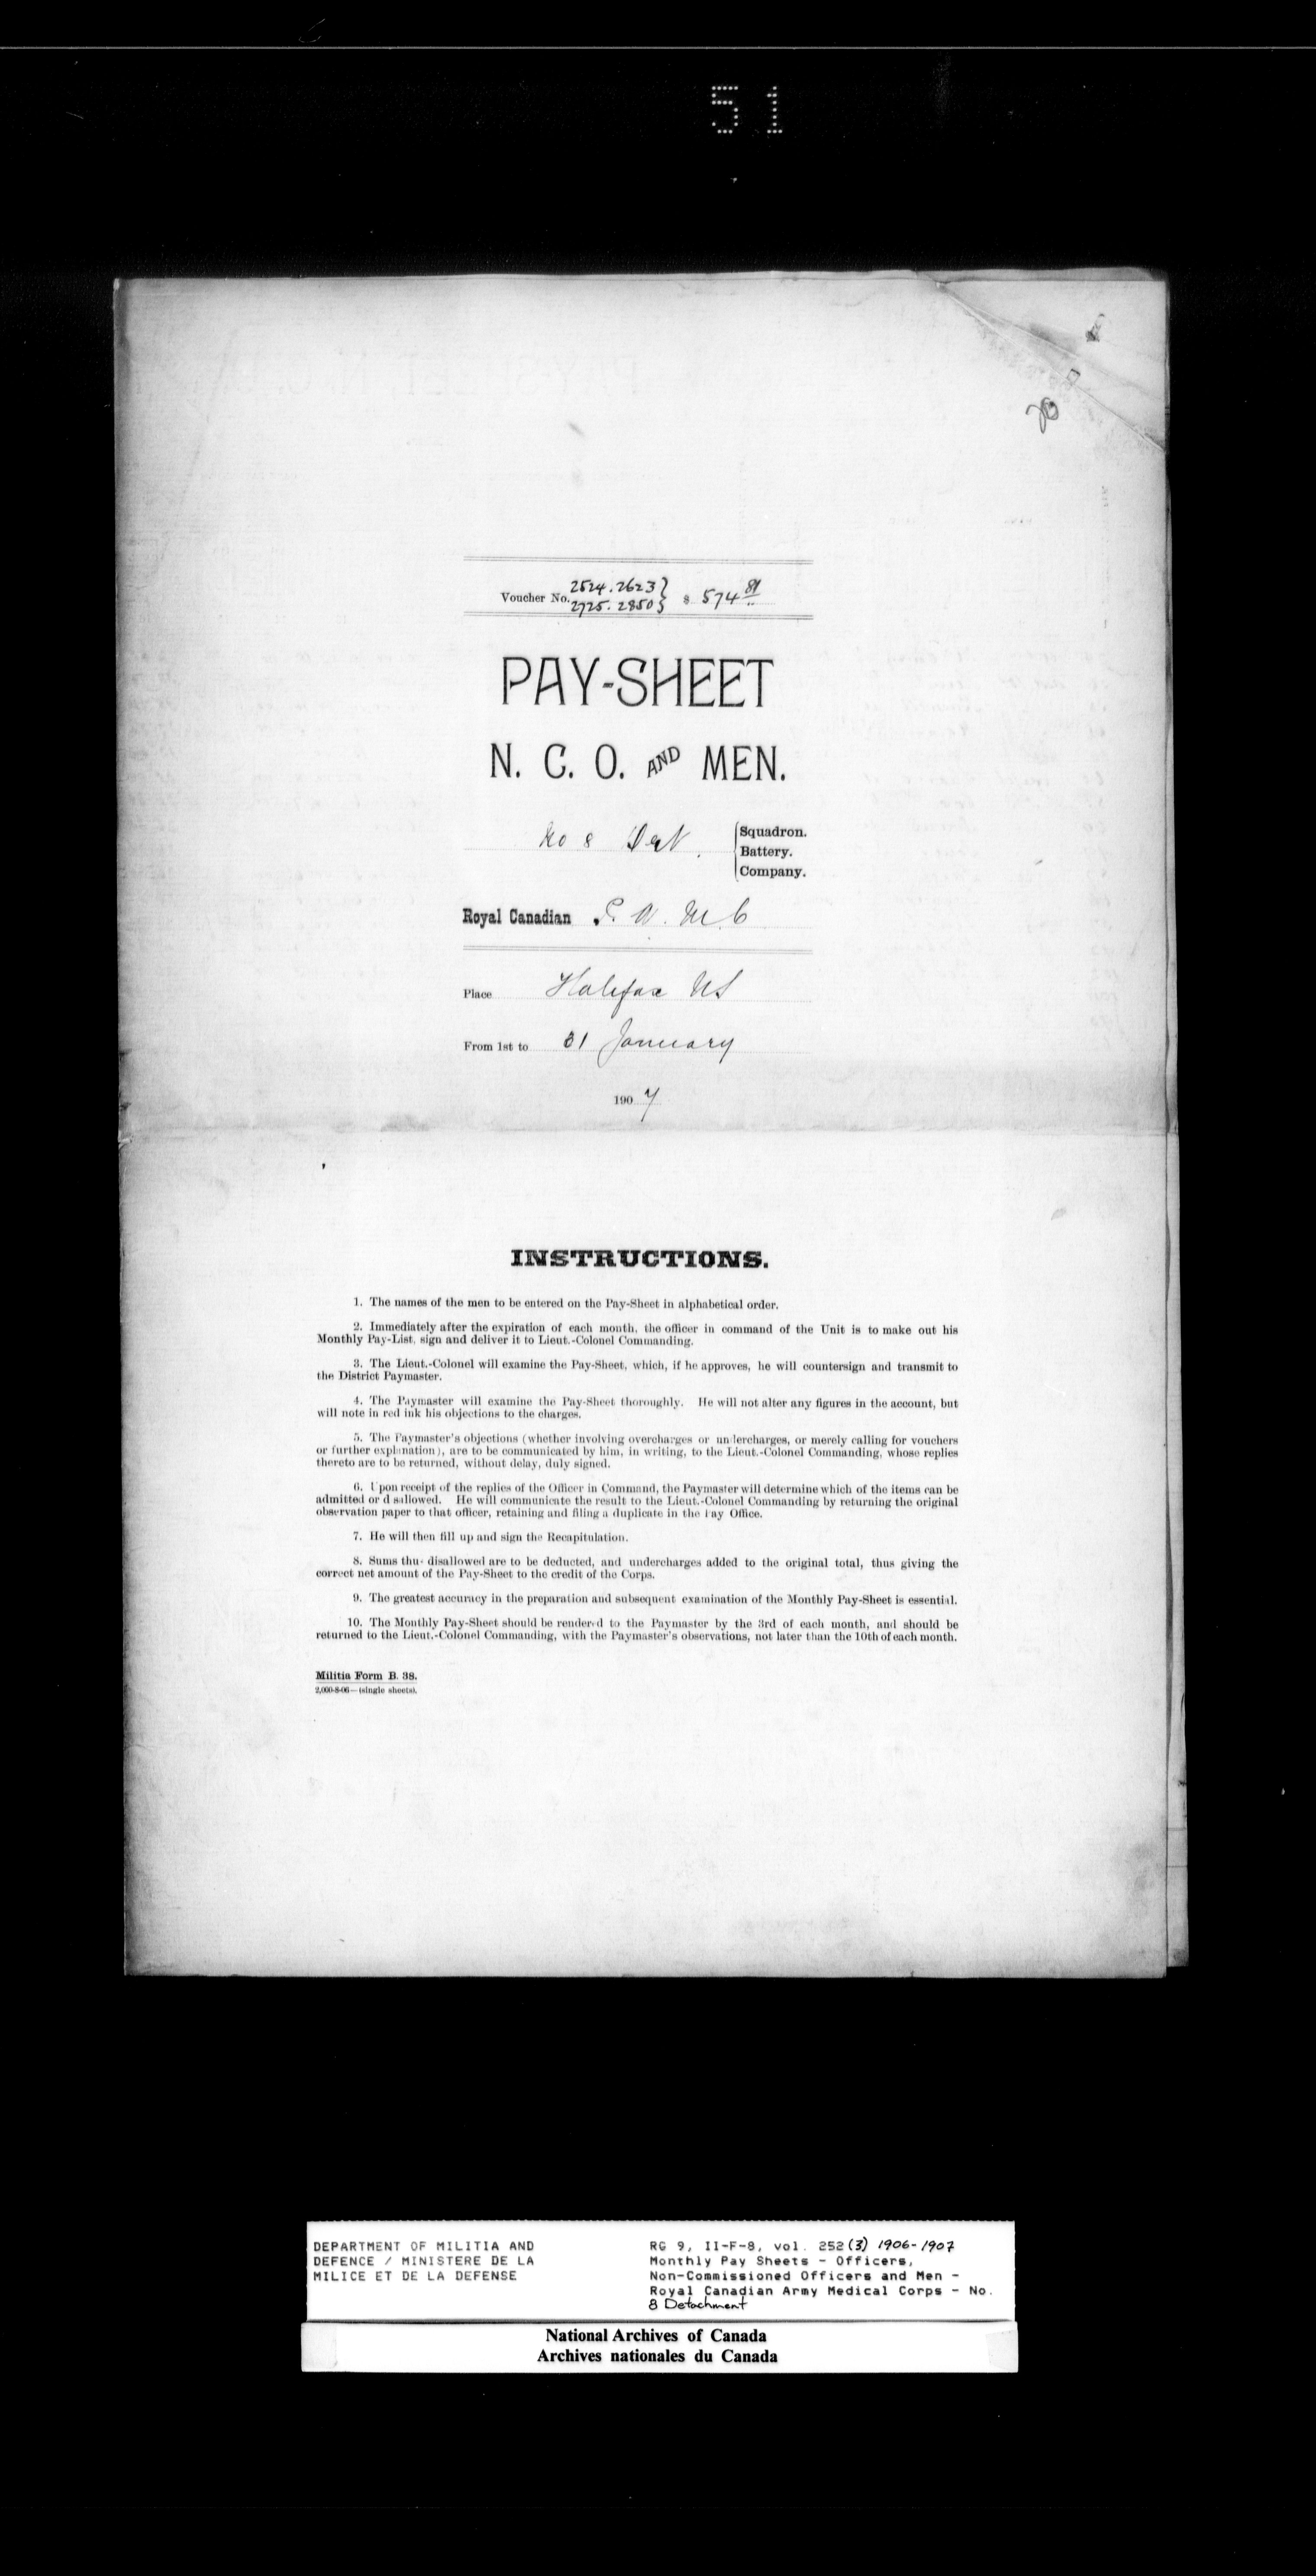 51
Voucher No. 2524. 2623 }
2725. 2850 } $ 574 81
PAY-SHEET
N. C. O. AND MEN.
No 8 Det.
Squadron.
Battery.
Company.
Royal Canadian P. A. M. C
Place Halifax NS
From 1st to 31 January
190 7
INSTRUCTIONS.
1. The names of the men to be entered on the Pay-Sheet in alphabetical order.
2. Immediately after the expiration of each month, the officer in command of the Unit is to make out his
Monthly Pay-List, sign and deliver it to Lieut.-Colonel Commanding.
3. The Lieut.-Colonel will examine the Pay-Sheet, which, if he approves, he will countersign and transmit to
the District Paymaster.
4. The Paymaster will examine the Pay-Sheet thoroughly. He will not alter any figures in the account, but
will note in red ink his objections to the charges.
5. The Paymaster's objections (whether involving overcharges or undercharges, or merely calling for vouchers
or further explanation), are to be communicated by him, in writing, to the Lieut.-Colonel Commanding, whose replies
thereto are to be returned, without delay, duly signed.
6. Upon receipt of the replies of the Officer in Command, the Paymaster will determine which of the items can be
admitted or disallowed. He will communicate the result to the Lieut.-Colonel Commanding by returning the original
observation paper to that officer, retaining and filing a duplicate in the Pay Office.
7. He will then fill up and sign the Recapitulation.
8. Sums thus disallowed are to be deducted, and undercharges added to the original total, thus giving the
correct net amount of the Pay-Sheet to the credit of the Corps.
9. The greatest accuracy in the preparation and subsequent examination of the Monthly Pay-Sheet is essential.
10. The Monthly Pay-Sheet should be rendered to the Paymaster by the 3rd of each month, and should be
returned to the Lieut.-Colonel Commanding, with the Paymaster's observations, not later than the 10th of each month.
Militia Form B. 38.
2,000-8-06—(single sheets).
DEPARTMENT OF MILITIA AND
DEFENCE / MINISTERE DE LA
MILICE ET DE LA DEFENSE
RG 9, II-F-8, vol. 252 (3) 1906-1907
Monthly Pay Sheets - Officers,
Non-Commissioned Officers and Men -
Royal Canadian Army Medical Corps - No.
8 Detachment
National Archives of Canada
Archives nationales du Canada